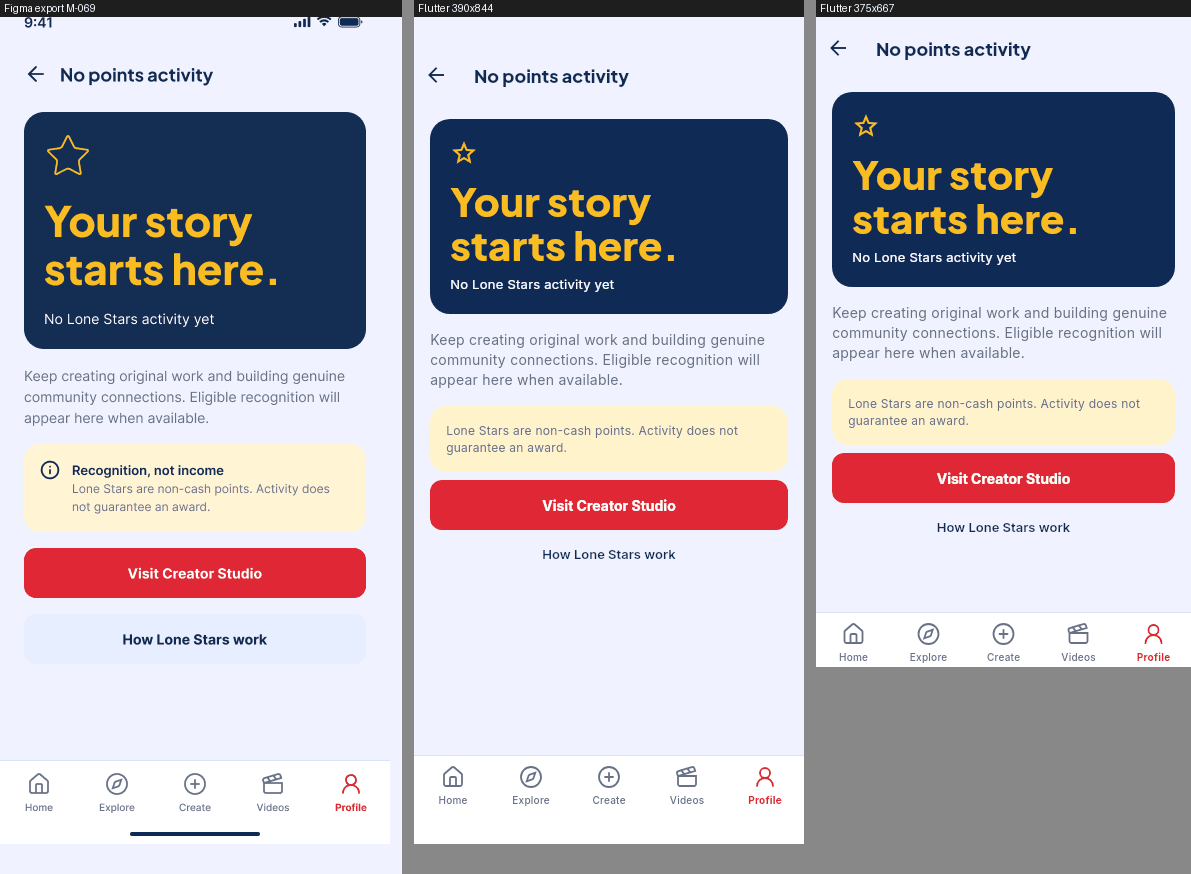 Figma export M-069
9:41
No points activity
Your story
starts here.
No Lone Stars activity yet
Keep creating original work and building genuine
community connections. Eligible recognition will
appear here when available.
Recognition, not income
Lone Stars are non-cash points. Activity does
not guarantee an award.
Visit Creator Studio
How Lone Stars work
Home
Explore
Create
Videos
Profile
Flutter 390x844
No points activity
Your story
starts here.
No Lone Stars activity yet
Keep creating original work and building genuine
community connections. Eligible recognition will
appear here when available.
Lone Stars are non-cash points. Activity does not
guarantee an award.
Visit Creator Studio
How Lone Stars work
Home
Explore
Create
Videos
Profile
Flutter 375x667
No points activity
Your story
starts here.
No Lone Stars activity yet
Keep creating original work and building genuine
community connections. Eligible recognition will
appear here when available.
Lone Stars are non-cash points. Activity does not
guarantee an award.
Visit Creator Studio
How Lone Stars work
Home
Explore
Create
Videos
Profile